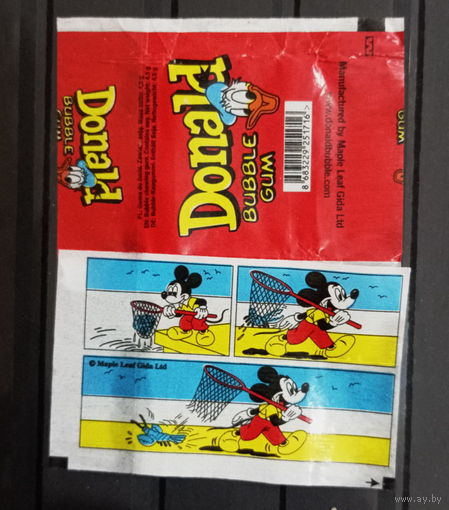 Donald
BUBBLE
Donald
BUBBLE
GUM
8 683229 251716 >
Manufactured by Maple Leaf Gida Ltd
www.donaldbubble.com
GUM
© Maple Leaf Gida Ltd
www.ay.by